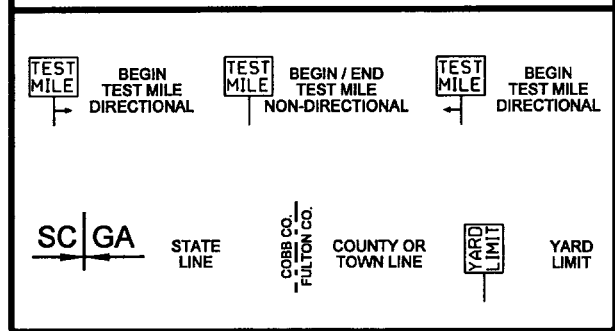 TEST
MILE
BEGIN
TEST MILE
DIRECTIONAL
TEST
MILE
BEGIN / END
TEST MILE
NON-DIRECTIONAL
TEST
MILE
BEGIN
TEST MILE
DIRECTIONAL
SC GA
STATE
LINE
COBB CO.
FULTON CO.
COUNTY OR
TOWN LINE
YARD
LIMIT
YARD
LIMIT